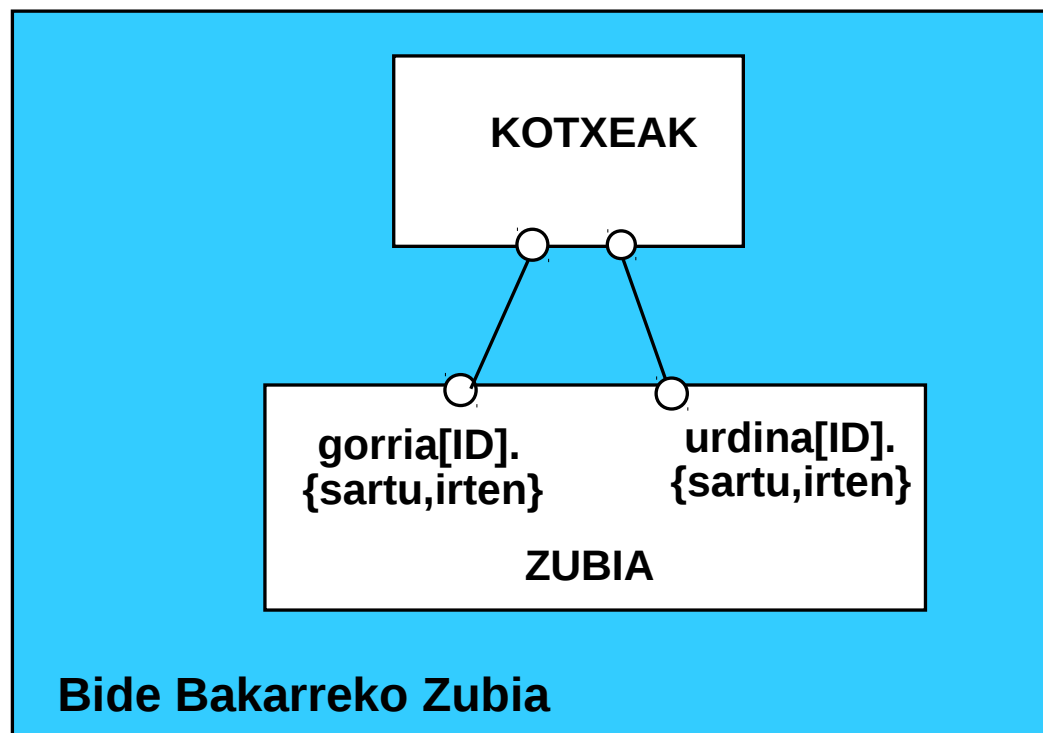 KOTXEAK
gorria[ID].
{sartu,irten}
urdina[ID].
{sartu,irten}
ZUBIA
Bide Bakarreko Zubia